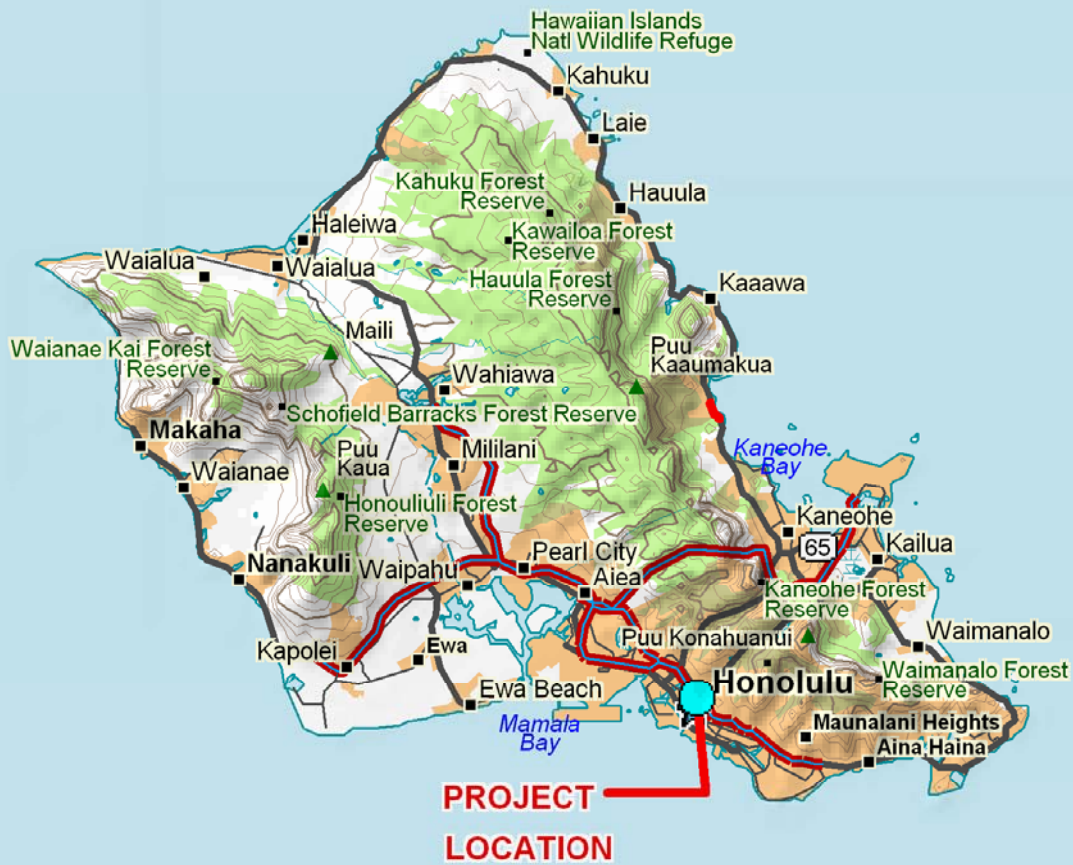 Hawaiian Islands
Natl Wildlife Refuge
Kahuku
Laie
Kahuku Forest
Reserve
Hauula
Haleiwa
Kawailoa Forest
Reserve
Waialua
Waialua
Hauula Forest
Reserve
Kaaawa
Maili
Waianae Kai Forest
Reserve
Puu
Kaaumakua
Wahiawa
Schofield Barracks Forest Reserve
Makaha
Puu
Kaua
Mililani
Kaneohe
Bay
Waianae
Honouliuli Forest
Reserve
Kaneohe
65
Kailua
Nanakuli
Waipahu
Pearl City
Aiea
Kaneohe Forest
Reserve
Puu Konahuanui
Waimanalo
Kapolei
Ewa
Waimanalo Forest
Reserve
Honolulu
Ewa Beach
Mamala
Bay
Maunalani Heights
Aina Haina
PROJECT
LOCATION